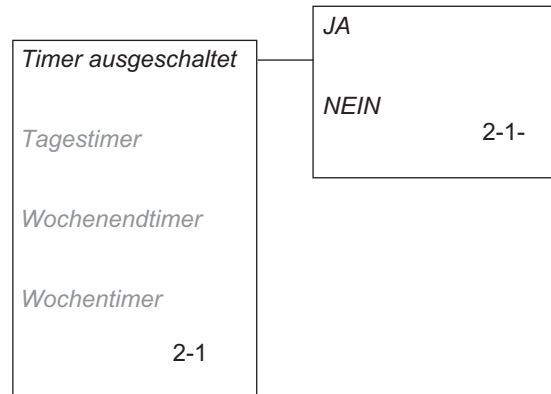 Timer ausgeschaltet
Tagestimer
Wochenendtimer
Wochentimer
2-1
JA
NEIN
2-1-